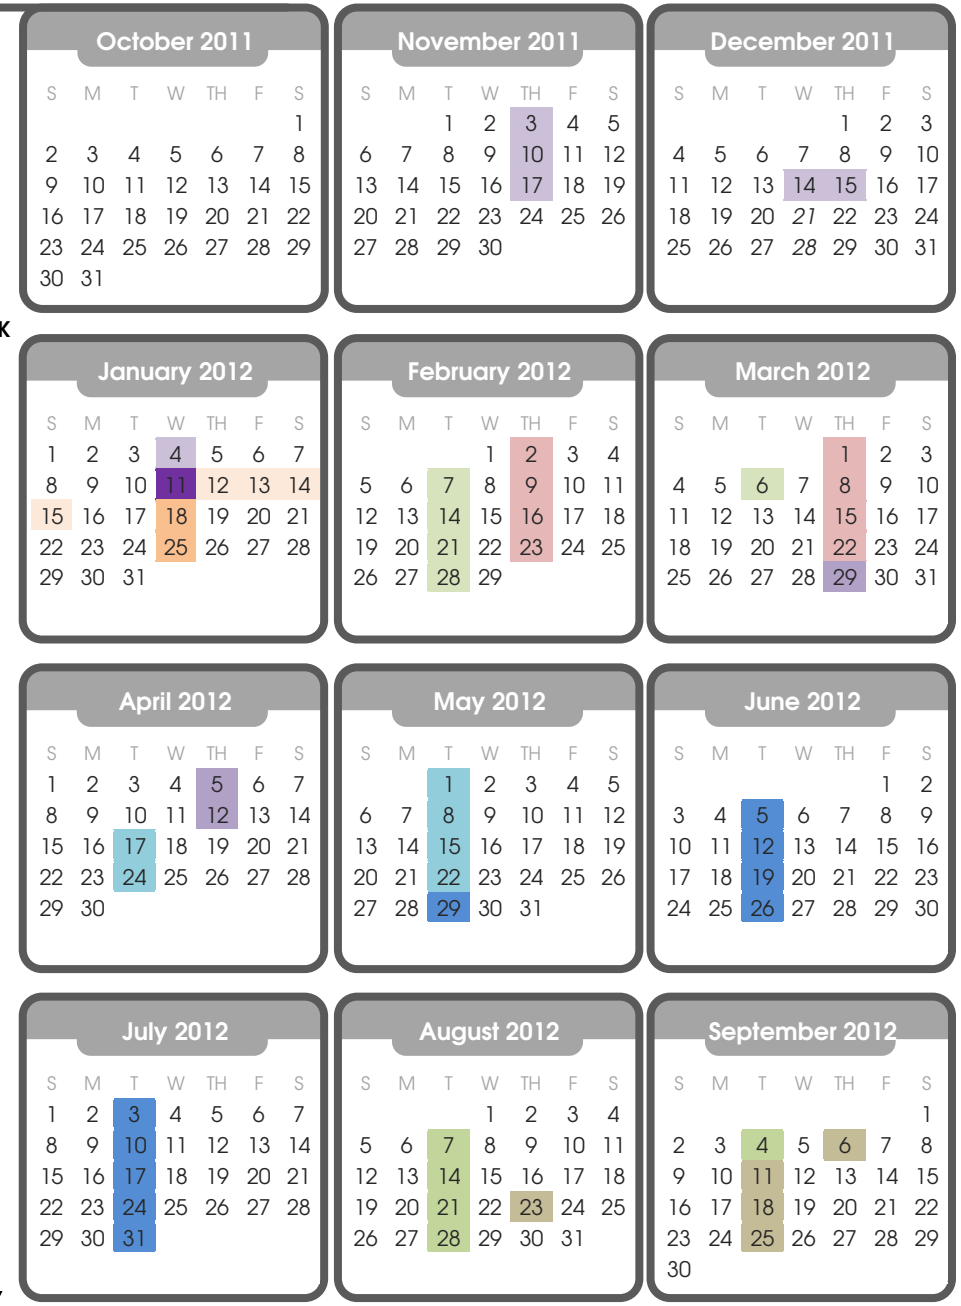 October 2011
S M T W TH F S
1
2 3 4 5 6 7 8
9 10 11 12 13 14 15
16 17 18 19 20 21 22
23 24 25 26 27 28 29
30 31
November 2011
S M T W TH F S
1 2 3 4 5
6 7 8 9 10 11 12
13 14 15 16 17 18 19
20 21 22 23 24 25 26
27 28 29 30
December 2011
S M T W TH F S
1 2 3
4 5 6 7 8 9 10
11 12 13 14 15 16 17
18 19 20 21 22 23 24
25 26 27 28 29 30 31
K
January 2012
S M T W TH F S
1 2 3 4 5 6 7
8 9 10 11 12 13 14
15 16 17 18 19 20 21
22 23 24 25 26 27 28
29 30 31
February 2012
S M T W TH F S
1 2 3 4
5 6 7 8 9 10 11
12 13 14 15 16 17 18
19 20 21 22 23 24 25
26 27 28 29
March 2012
S M T W TH F S
1 2 3
4 5 6 7 8 9 10
11 12 13 14 15 16 17
18 19 20 21 22 23 24
25 26 27 28 29 30 31
April 2012
S M T W TH F S
1 2 3 4 5 6 7
8 9 10 11 12 13 14
15 16 17 18 19 20 21
22 23 24 25 26 27 28
29 30
May 2012
S M T W TH F S
1 2 3 4 5
6 7 8 9 10 11 12
13 14 15 16 17 18 19
20 21 22 23 24 25 26
27 28 29 30 31
June 2012
S M T W TH F S
1 2
3 4 5 6 7 8 9
10 11 12 13 14 15 16
17 18 19 20 21 22 23
24 25 26 27 28 29 30
July 2012
S M T W TH F S
1 2 3 4 5 6 7
8 9 10 11 12 13 14
15 16 17 18 19 20 21
22 23 24 25 26 27 28
29 30 31
August 2012
S M T W TH F S
1 2 3 4
5 6 7 8 9 10 11
12 13 14 15 16 17 18
19 20 21 22 23 24 25
26 27 28 29 30 31
September 2012
S M T W TH F S
1
2 3 4 5 6 7 8
9 10 11 12 13 14 15
16 17 18 19 20 21 22
23 24 25 26 27 28 29
30